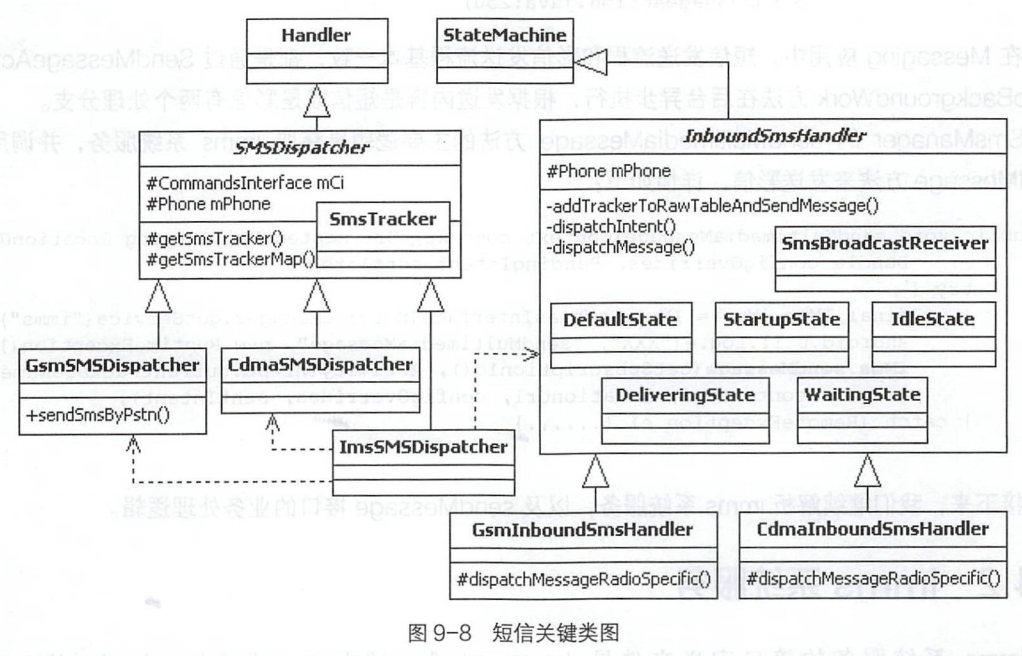 Handler
StateMachine
SMSDispatcher
#CommandsInterface mCi
#Phone mPhone
SmsTracker
#getSmsTracker()
#getSmsTrackerMap()
InboundSmsHandler
#Phone mPhone
-addTrackerToRawTableAndSendMessage()
-dispatchIntent()
-dispatchMessage()
SmsBroadcastReceiver
DefaultState
StartupState
IdleState
DeliveringState
WaitingState
GsmSMSDispatcher
+sendSmsByPstn()
CdmaSMSDispatcher
ImsSMSDispatcher
GsmInboundSmsHandler
#dispatchMessageRadioSpecific()
CdmaInboundSmsHandler
#dispatchMessageRadioSpecific()
图 9-8 短信关键类图